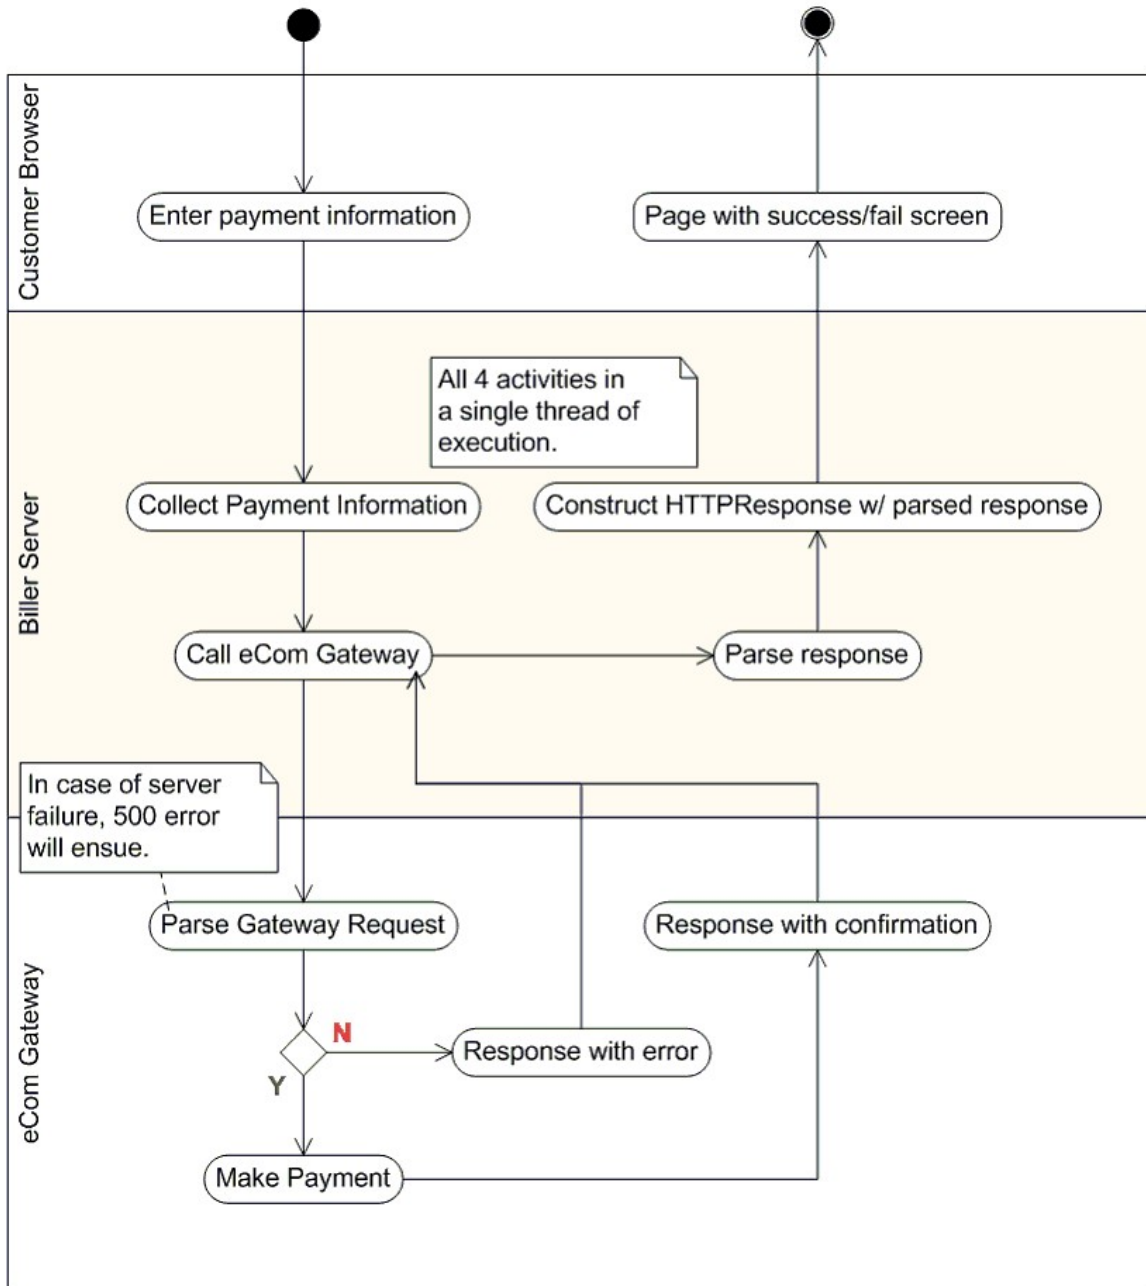 Customer Browser
Enter payment information
Page with success/fail screen
Biller Server
All 4 activities in
a single thread of
execution.
Collect Payment Information
Construct HTTPResponse w/ parsed response
Call eCom Gateway
Parse response
In case of server
failure, 500 error
will ensue.
eCom Gateway
Parse Gateway Request
Response with confirmation
N
Response with error
Y
Make Payment